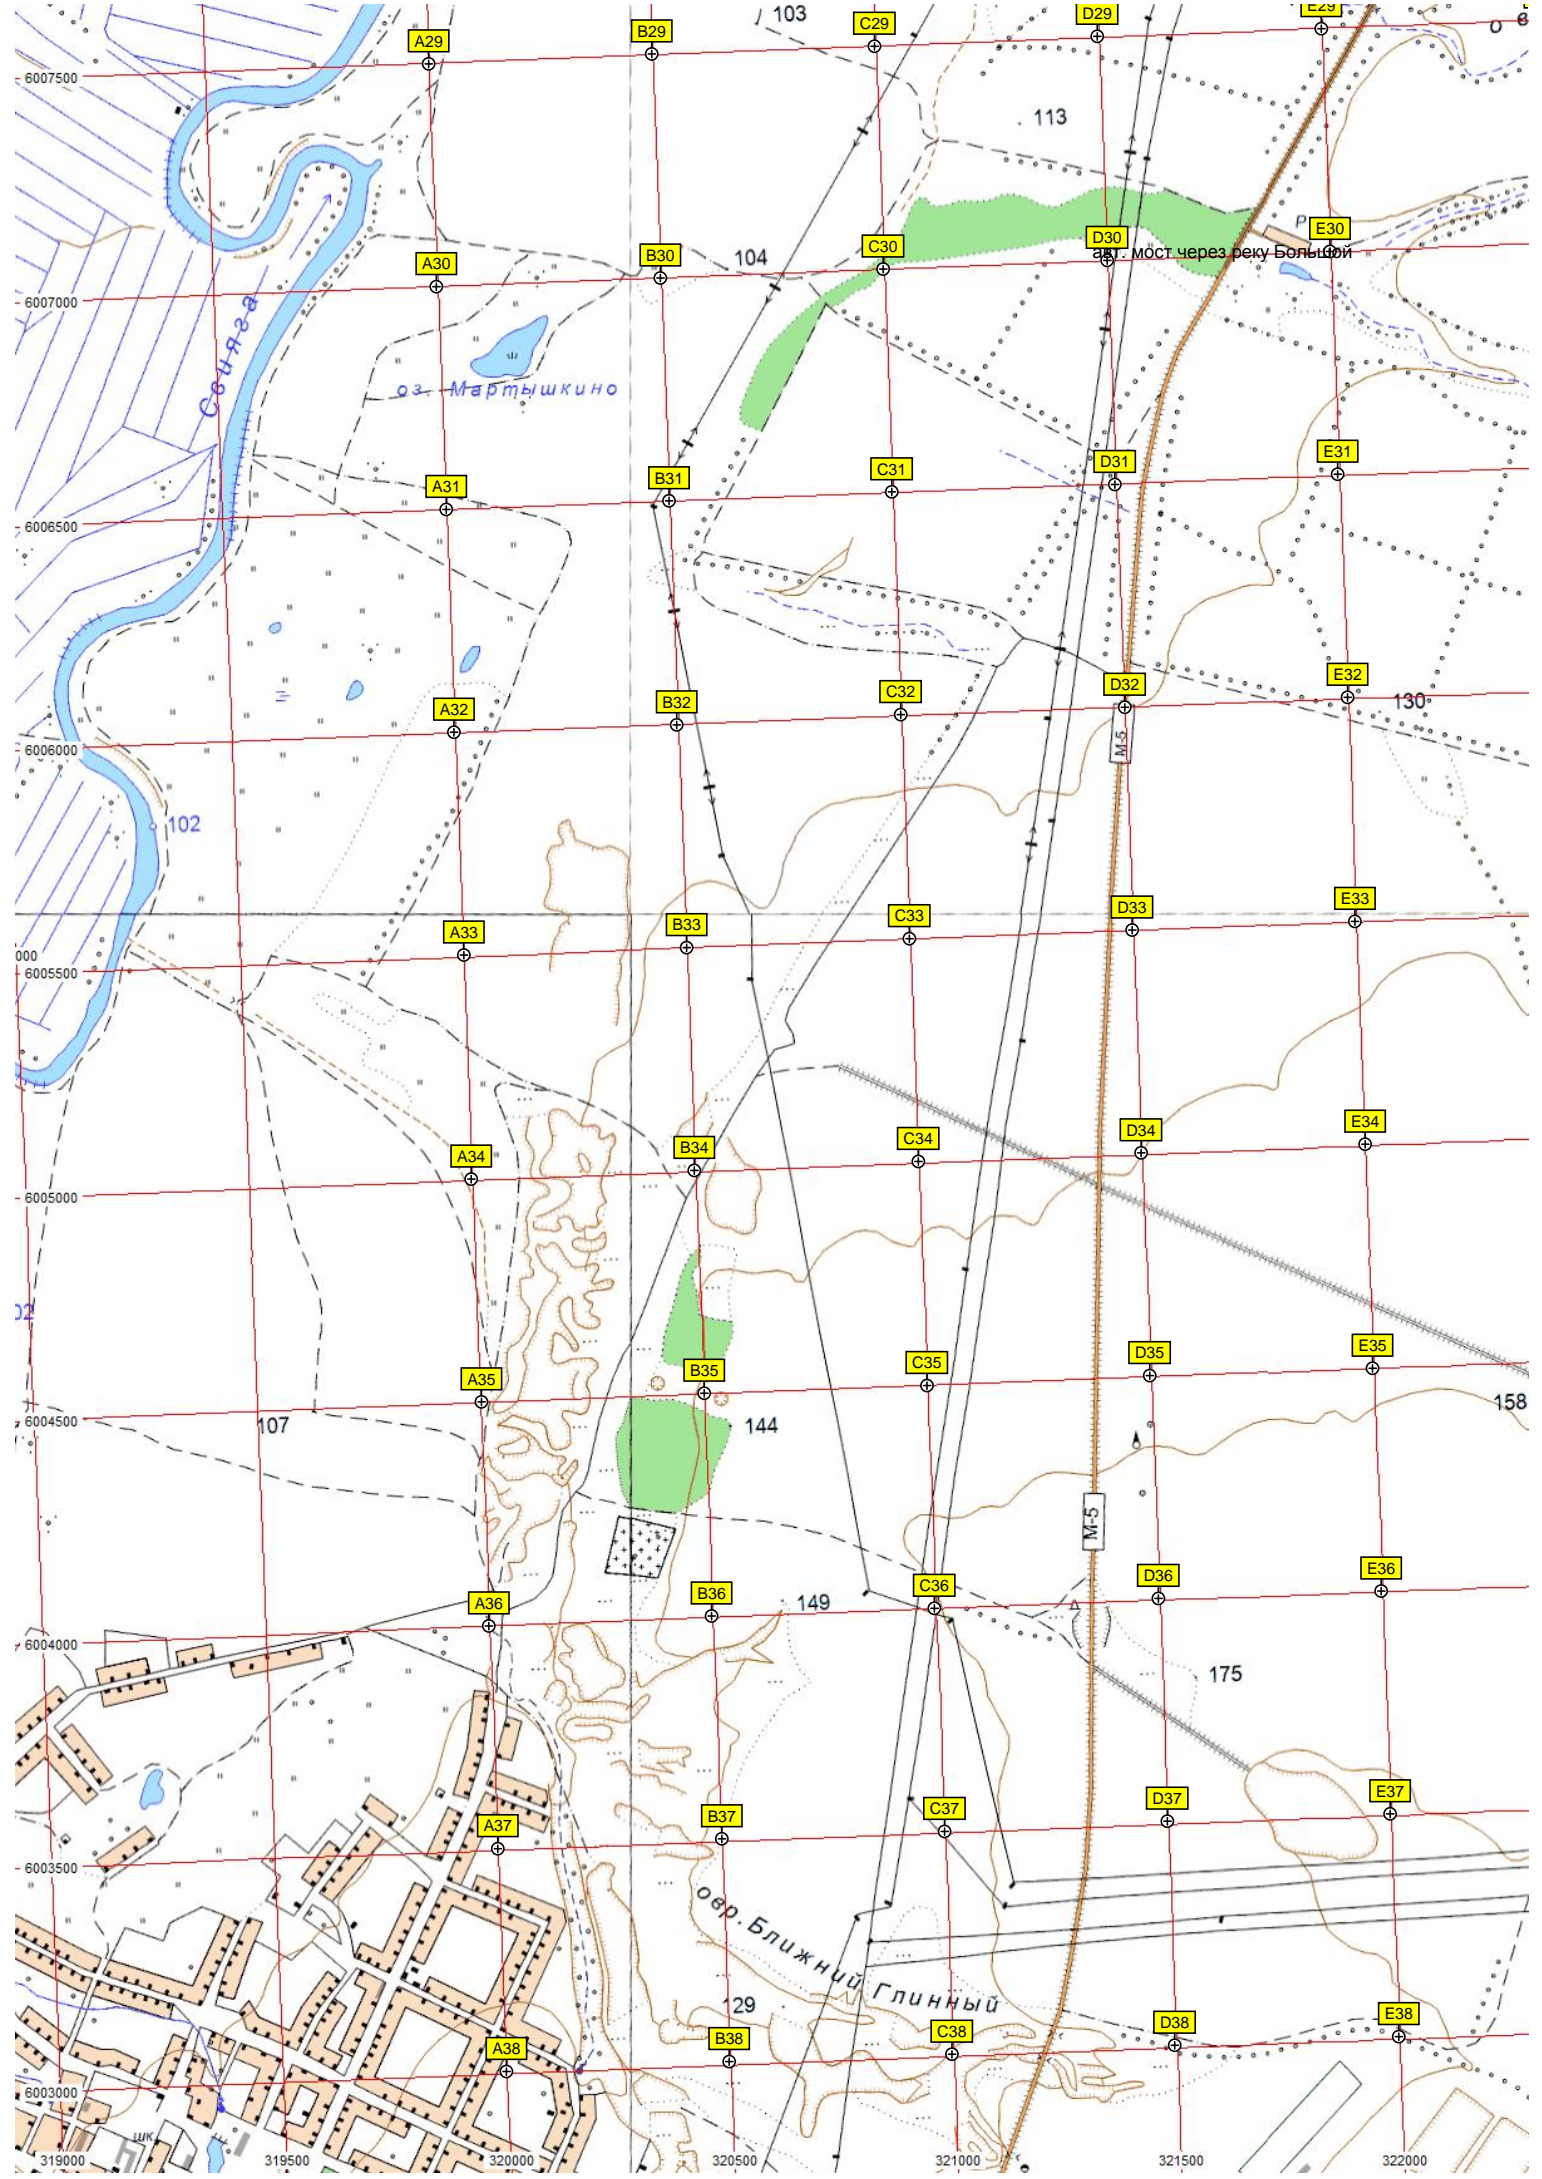 103
A29 B29 C29 D29 E29
6007500
113
Р
A30 B30 C30 D30 E30
104
авт. мост через реку Большой
6007000
Свияга
оз. Мартышкино
A31 B31 C31 D31 E31
6006500
A32 B32 C32 D32 E32
130
М-5
6006000
102
A33 B33 C33 D33 E33
000
6005500
A34 B34 C34 D34 E34
6005000
02
A35 B35 C35 D35 E35
158
6004500
107
144
М-5
A36 B36 C36 D36 E36
149
6004000
175
A37 B37 C37 D37 E37
6003500
овр. Ближний Глинный
129
A38 B38 C38 D38 E38
6003000
шк.
319000 319500 320000 320500 321000 321500 322000